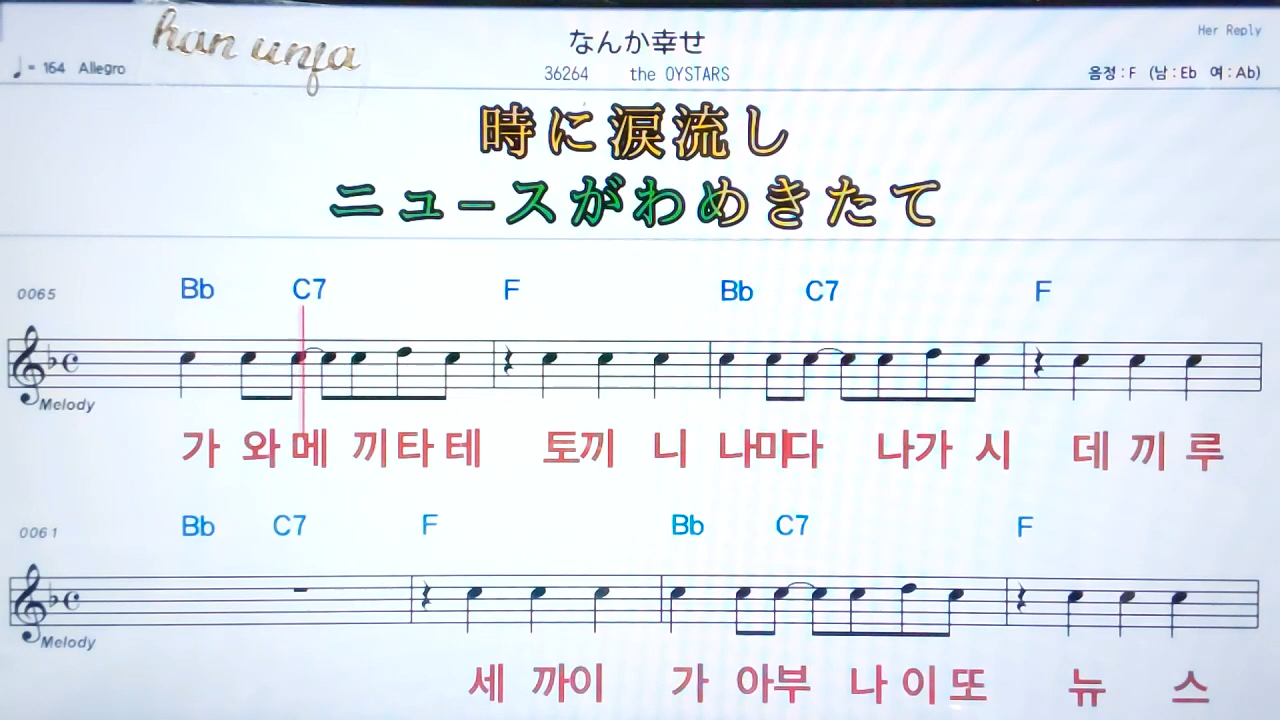 han unja
なんか幸せ
Her Reply
♩= 164 Allegro
36264 the OYSTARS
음정 : F (남 : Eb 여 : Ab)
時に涙流し
ニュースがわめきたて
0065 Bb C7 F Bb C7 F
Melody
가 와 메 끼 타 테 토끼 니 나미다 나가 시 데 끼 루
0061 Bb C7 F Bb C7 F
Melody
세 까이 가 아부 나 이 또 뉴 스